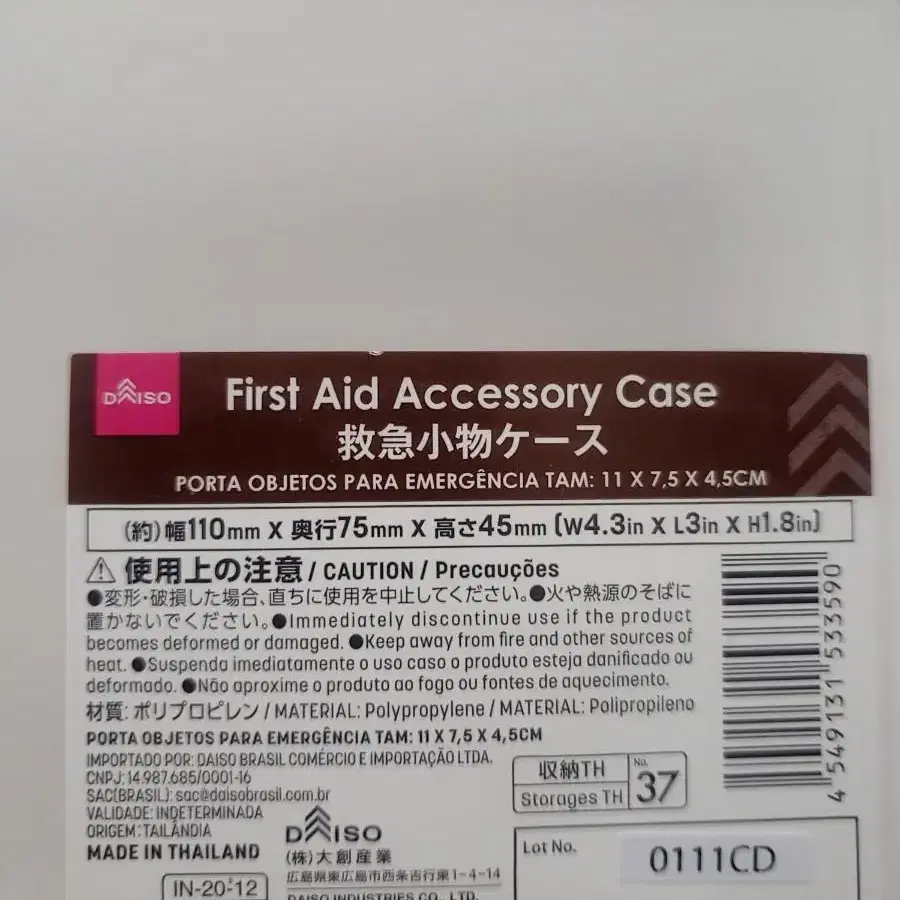 DAISO
First Aid Accessory Case
救急小物ケース
PORTA OBJETOS PARA EMERGÊNCIA TAM: 11 X 7,5 X 4,5CM
(約)幅110mm X 奥行75mm X 高さ45mm [W4.3in X L3in X H1.8in]
⚠ 使用上の注意 / CAUTION / Precauções
●変形・破損した場合、直ちに使用を中止してください。●火や熱源のそばに
置かないでください。●Immediately discontinue use if the product
becomes deformed or damaged. ●Keep away from fire and other sources of
heat. ●Suspenda imediatamente o uso caso o produto esteja danificado ou
deformado. ●Não aproxime o produto ao fogo ou fontes de aquecimento.
材質: ポリプロピレン / MATERIAL: Polypropylene / MATERIAL: Polipropileno
PORTA OBJETOS PARA EMERGÊNCIA TAM: 11 X 7,5 X 4,5CM
IMPORTADO POR: DAISO BRASIL COMÉRCIO E IMPORTAÇÃO LTDA.
CNPJ: 14.987.685/0001-16
SAC(BRASIL): sac@daisobrasil.com.br
VALIDADE: INDETERMINADA
ORIGEM: TAILÂNDIA
MADE IN THAILAND
IN-20-12
DAISO
(株)大創産業
広島県東広島市西条吉行東1-4-14
DAISO INDUSTRIES CO., LTD.
収納TH
Storages TH
No.
37
Lot No.
0111CD
4 549131 533590